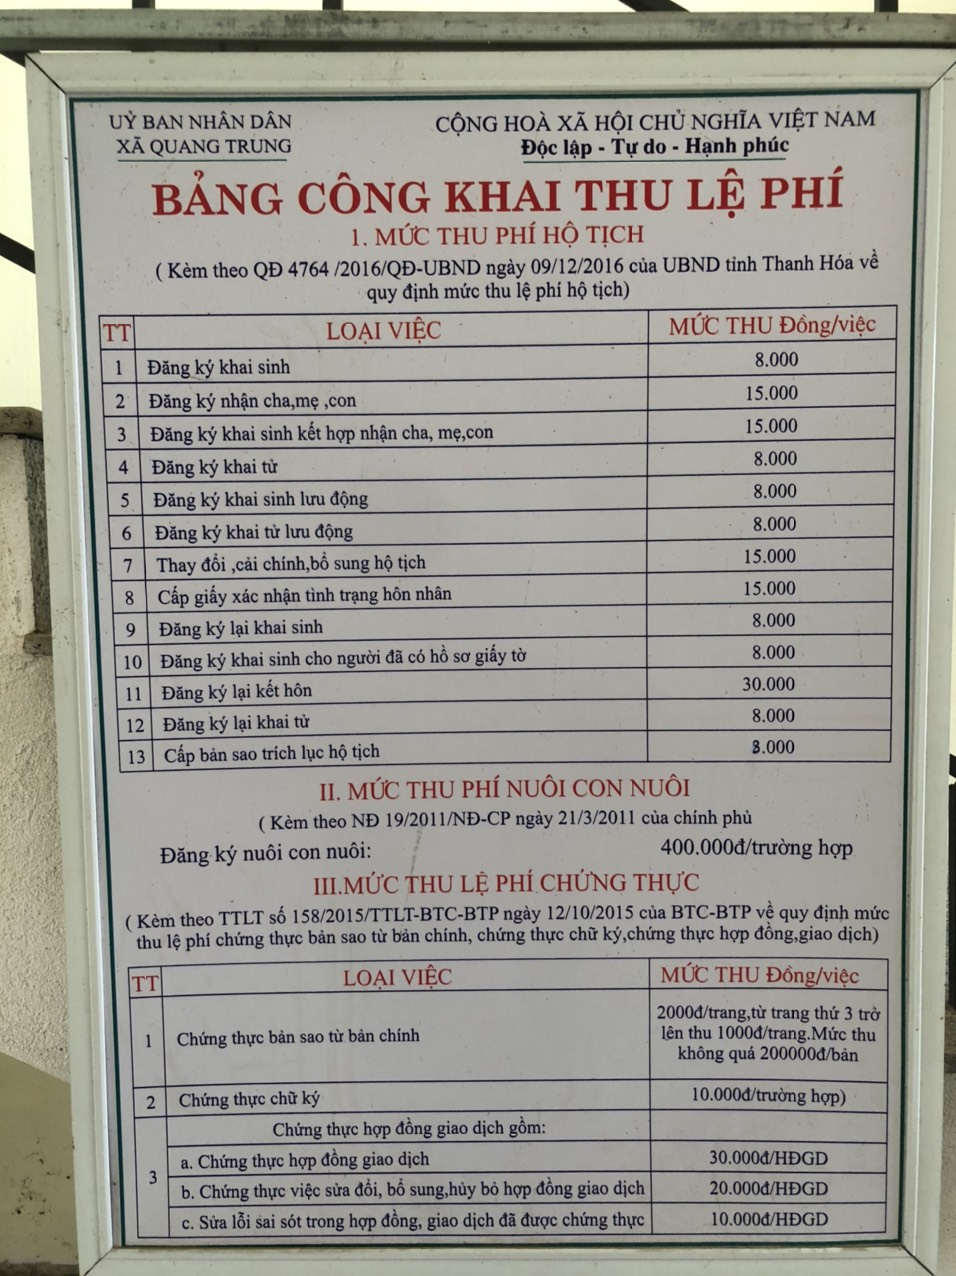 UỶ BAN NHÂN DÂN
XÃ QUANG TRUNG
CỘNG HOÀ XÃ HỘI CHỦ NGHĨA VIỆT NAM
Độc lập - Tự do - Hạnh phúc
BẢNG CÔNG KHAI THU LỆ PHÍ
1. MỨC THU PHÍ HỘ TỊCH
( Kèm theo QĐ 4764 /2016/QĐ-UBND ngày 09/12/2016 của UBND tỉnh Thanh Hóa về
quy định mức thu lệ phí hộ tịch)
TT LOẠI VIỆC MỨC THU Đồng/việc
1 Đăng ký khai sinh 8.000
2 Đăng ký nhận cha,mẹ ,con 15.000
3 Đăng ký khai sinh kết hợp nhận cha, mẹ,con 15.000
4 Đăng ký khai tử 8.000
5 Đăng ký khai sinh lưu động 8.000
6 Đăng ký khai tử lưu động 8.000
7 Thay đổi ,cải chính,bổ sung hộ tịch 15.000
8 Cấp giấy xác nhận tình trạng hôn nhân 15.000
9 Đăng ký lại khai sinh 8.000
10 Đăng ký khai sinh cho người đã có hồ sơ giấy tờ 8.000
11 Đăng ký lại kết hôn 30.000
12 Đăng ký lại khai tử 8.000
13 Cấp bản sao trích lục hộ tịch
II. MỨC THU PHÍ NUÔI CON NUÔI
( Kèm theo NĐ 19/2011/NĐ-CP ngày 21/3/2011 của chính phủ
Đăng ký nuôi con nuôi: 400.000đ/trường hợp
III.MỨC THU LỆ PHÍ CHỨNG THỰC
( Kèm theo TTLT số 158/2015/TTLT-BTC-BTP ngày 12/10/2015 của BTC-BTP về quy định mức
thu lệ phí chứng thực bản sao từ bản chính, chứng thực chữ ký,chứng thực hợp đồng,giao dịch)
TT LOẠI VIỆC MỨC THU Đồng/việc
1 Chứng thực bản sao từ bản chính 2000đ/trang,từ trang thứ 3 trở
lên thu 1000đ/trang.Mức thu
không quá 200000đ/bản
2 Chứng thực chữ ký 10.000đ/trường hợp)
3 Chứng thực hợp đồng giao dịch gồm:
a. Chứng thực hợp đồng giao dịch 30.000đ/HĐGD
b. Chứng thực việc sửa đổi, bổ sung,hủy bỏ hợp đồng giao dịch 20.000đ/HĐGD
c. Sửa lỗi sai sót trong hợp đồng, giao dịch đã được chứng thực 10.000đ/HĐGD